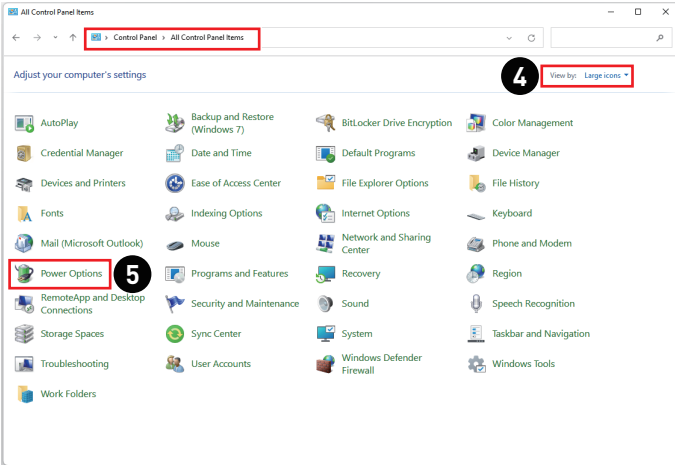 All Control Panel Items
Control Panel > All Control Panel Items
Adjust your computer's settings
4
View by: Large icons
AutoPlay
Backup and Restore
(Windows 7)
BitLocker Drive Encryption
Color Management
Credential Manager
Date and Time
Default Programs
Device Manager
Devices and Printers
Ease of Access Center
File Explorer Options
File History
Fonts
Indexing Options
Internet Options
Keyboard
Mail (Microsoft Outlook)
Mouse
Network and Sharing
Center
Phone and Modem
Power Options
5
Programs and Features
Recovery
Region
RemoteApp and Desktop
Connections
Security and Maintenance
Sound
Speech Recognition
Storage Spaces
Sync Center
System
Taskbar and Navigation
Troubleshooting
User Accounts
Windows Defender
Firewall
Windows Tools
Work Folders